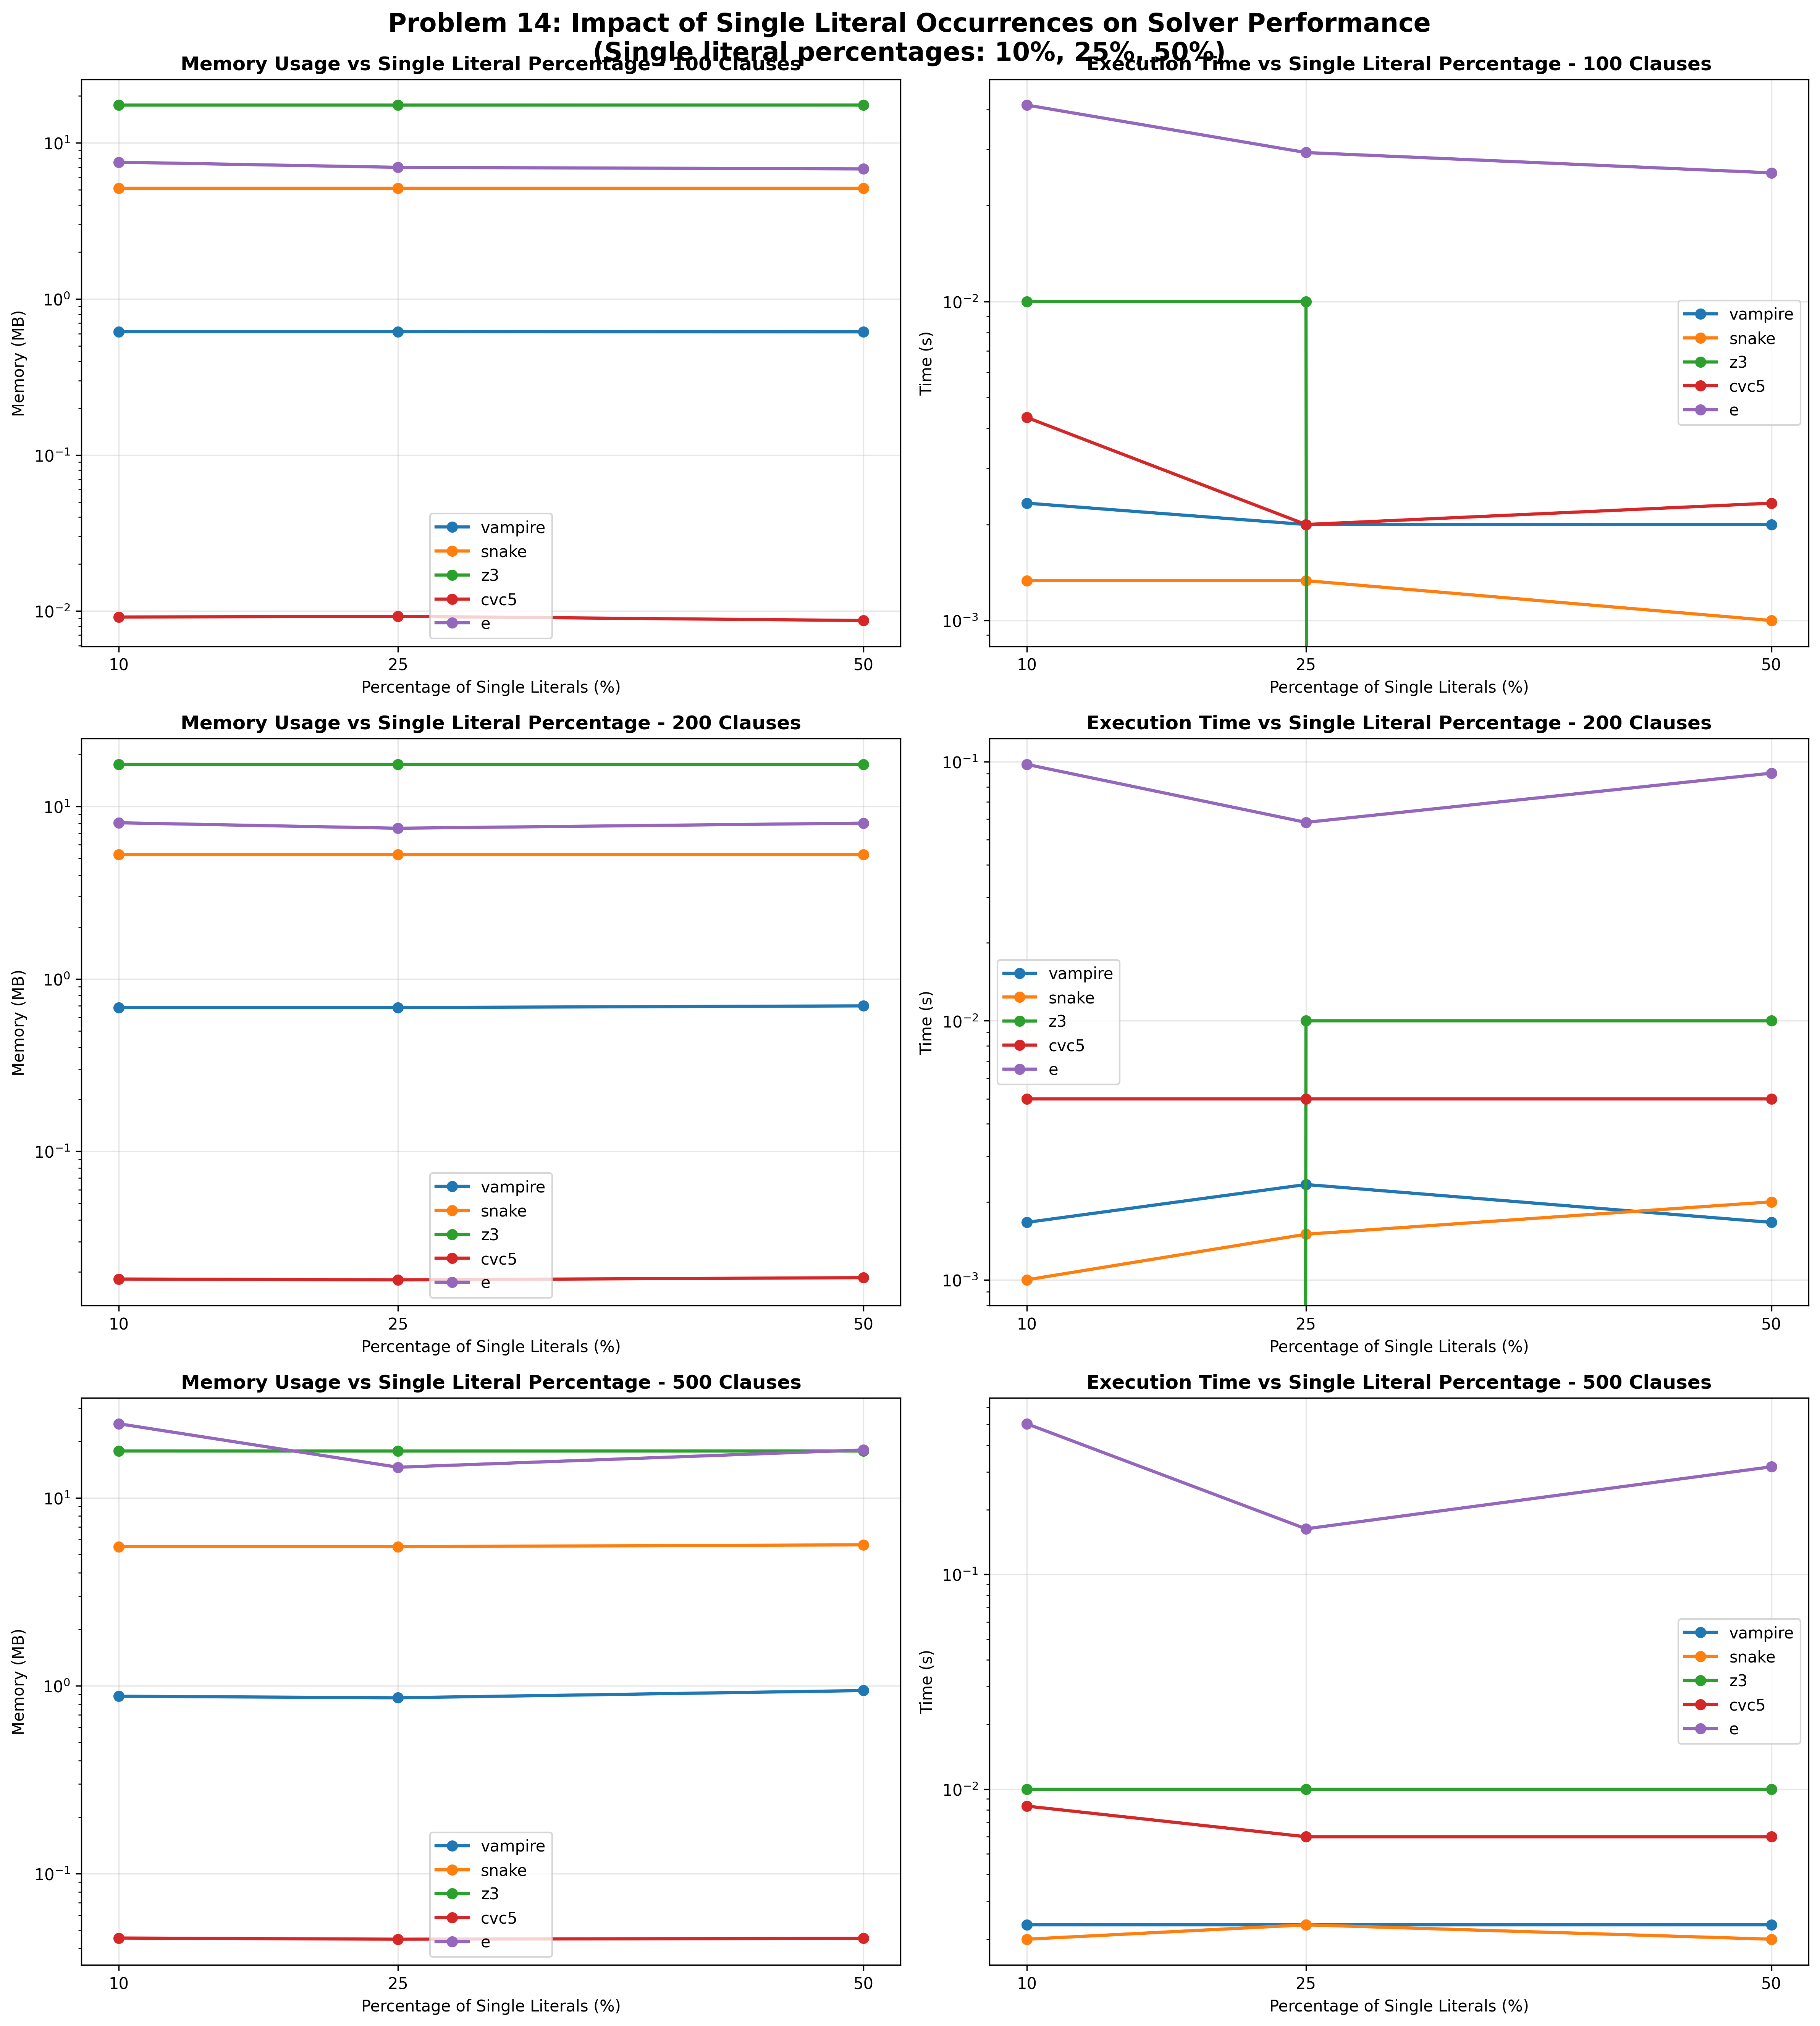 Problem 14: Impact of Single Literal Occurrences on Solver Performance
(Single literal percentages: 10%, 25%, 50%)
Memory Usage vs Single Literal Percentage - 100 Clauses
Memory (MB)
10¹
10⁰
10⁻¹
10⁻²
vampire
snake
z3
cvc5
e
10 25 50
Percentage of Single Literals (%)
Execution Time vs Single Literal Percentage - 100 Clauses
Time (s)
10⁻²
10⁻³
vampire
snake
z3
cvc5
e
10 25 50
Percentage of Single Literals (%)
Memory Usage vs Single Literal Percentage - 200 Clauses
Memory (MB)
10¹
10⁰
10⁻¹
vampire
snake
z3
cvc5
e
10 25 50
Percentage of Single Literals (%)
Execution Time vs Single Literal Percentage - 200 Clauses
Time (s)
10⁻¹
10⁻²
10⁻³
vampire
snake
z3
cvc5
e
10 25 50
Percentage of Single Literals (%)
Memory Usage vs Single Literal Percentage - 500 Clauses
Memory (MB)
10¹
10⁰
10⁻¹
vampire
snake
z3
cvc5
e
10 25 50
Percentage of Single Literals (%)
Execution Time vs Single Literal Percentage - 500 Clauses
Time (s)
10⁻¹
10⁻²
vampire
snake
z3
cvc5
e
10 25 50
Percentage of Single Literals (%)